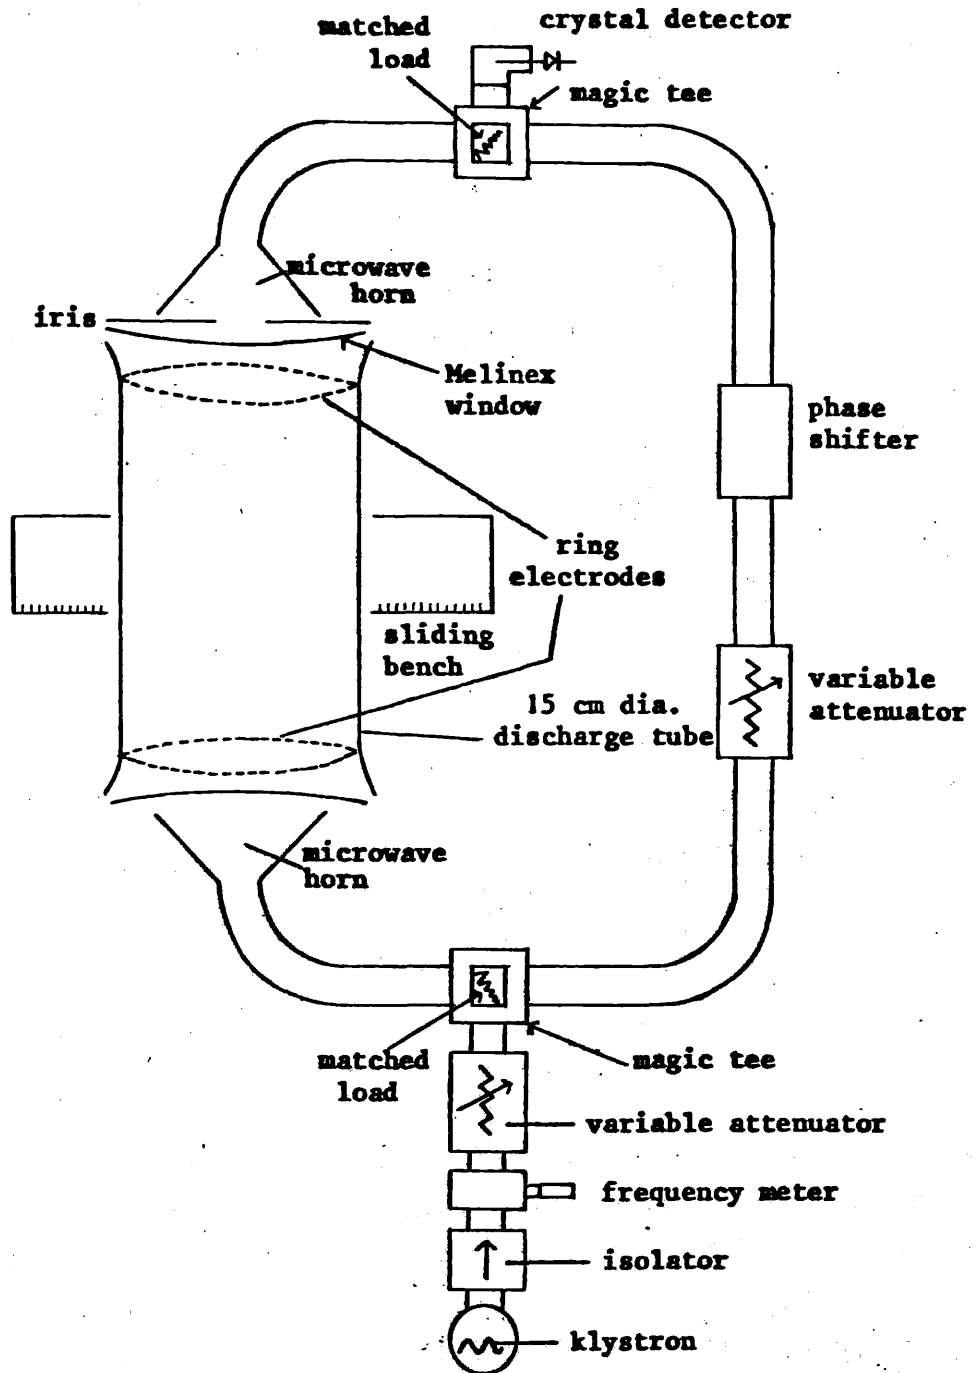 matched
load
crystal detector
magic tee
microwave
horn
iris
Melinex
window
phase
shifter
ring
electrodes
sliding
bench
variable
attenuator
15 cm dia.
discharge tube
microwave
horn
matched
load
magic tee
variable attenuator
frequency meter
isolator
klystron